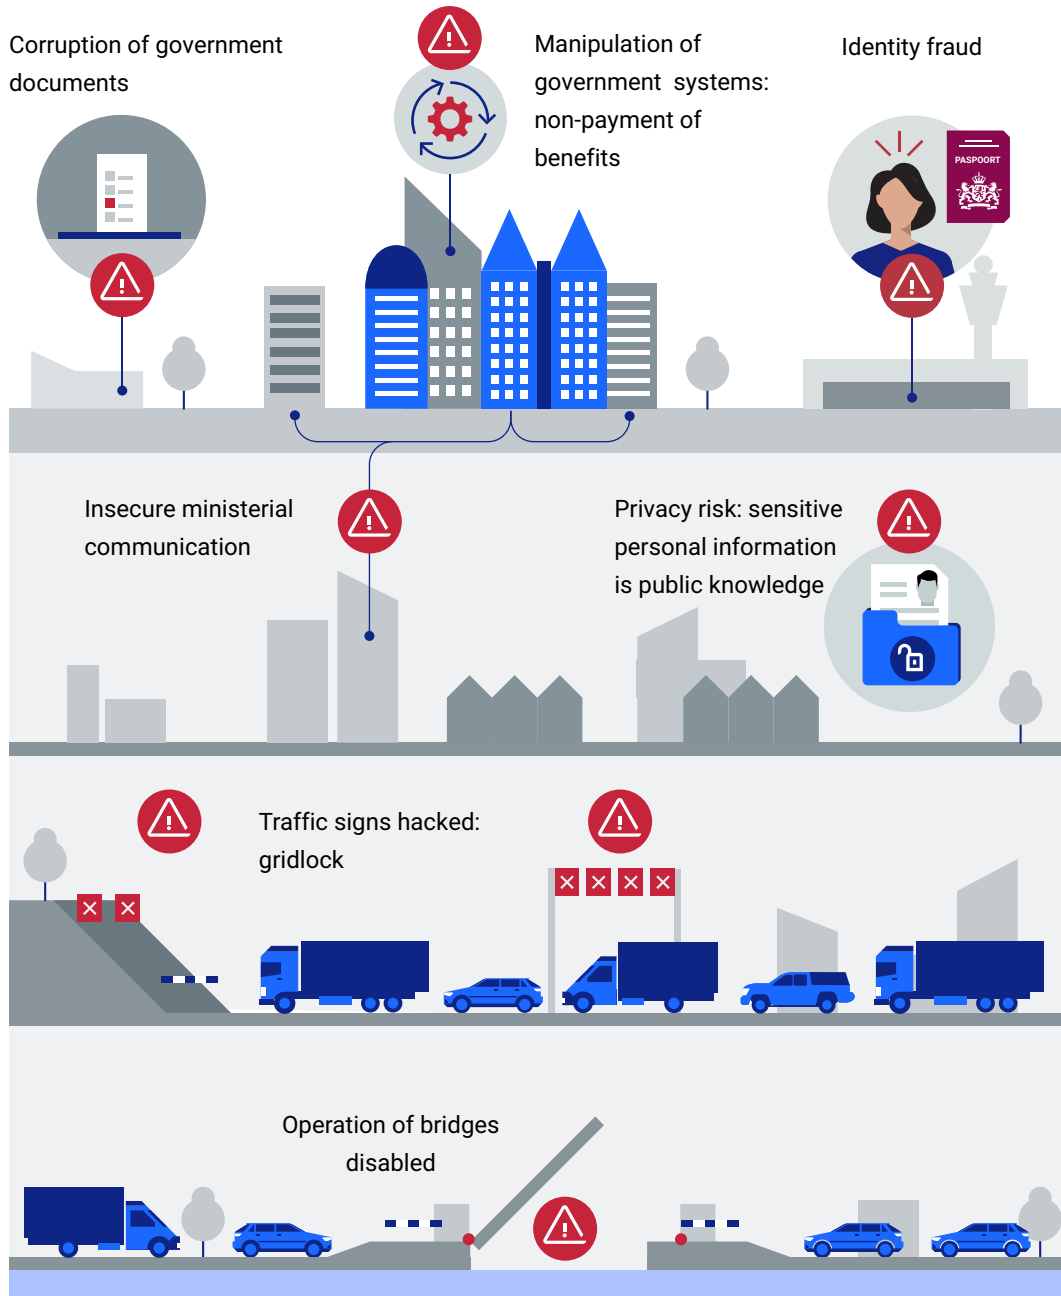 Corruption of government
documents
Manipulation of
government systems:
non-payment of
benefits
Identity fraud
PASPOORT
Insecure ministerial
communication
Privacy risk: sensitive
personal information
is public knowledge
Traffic signs hacked:
gridlock
Operation of bridges
disabled